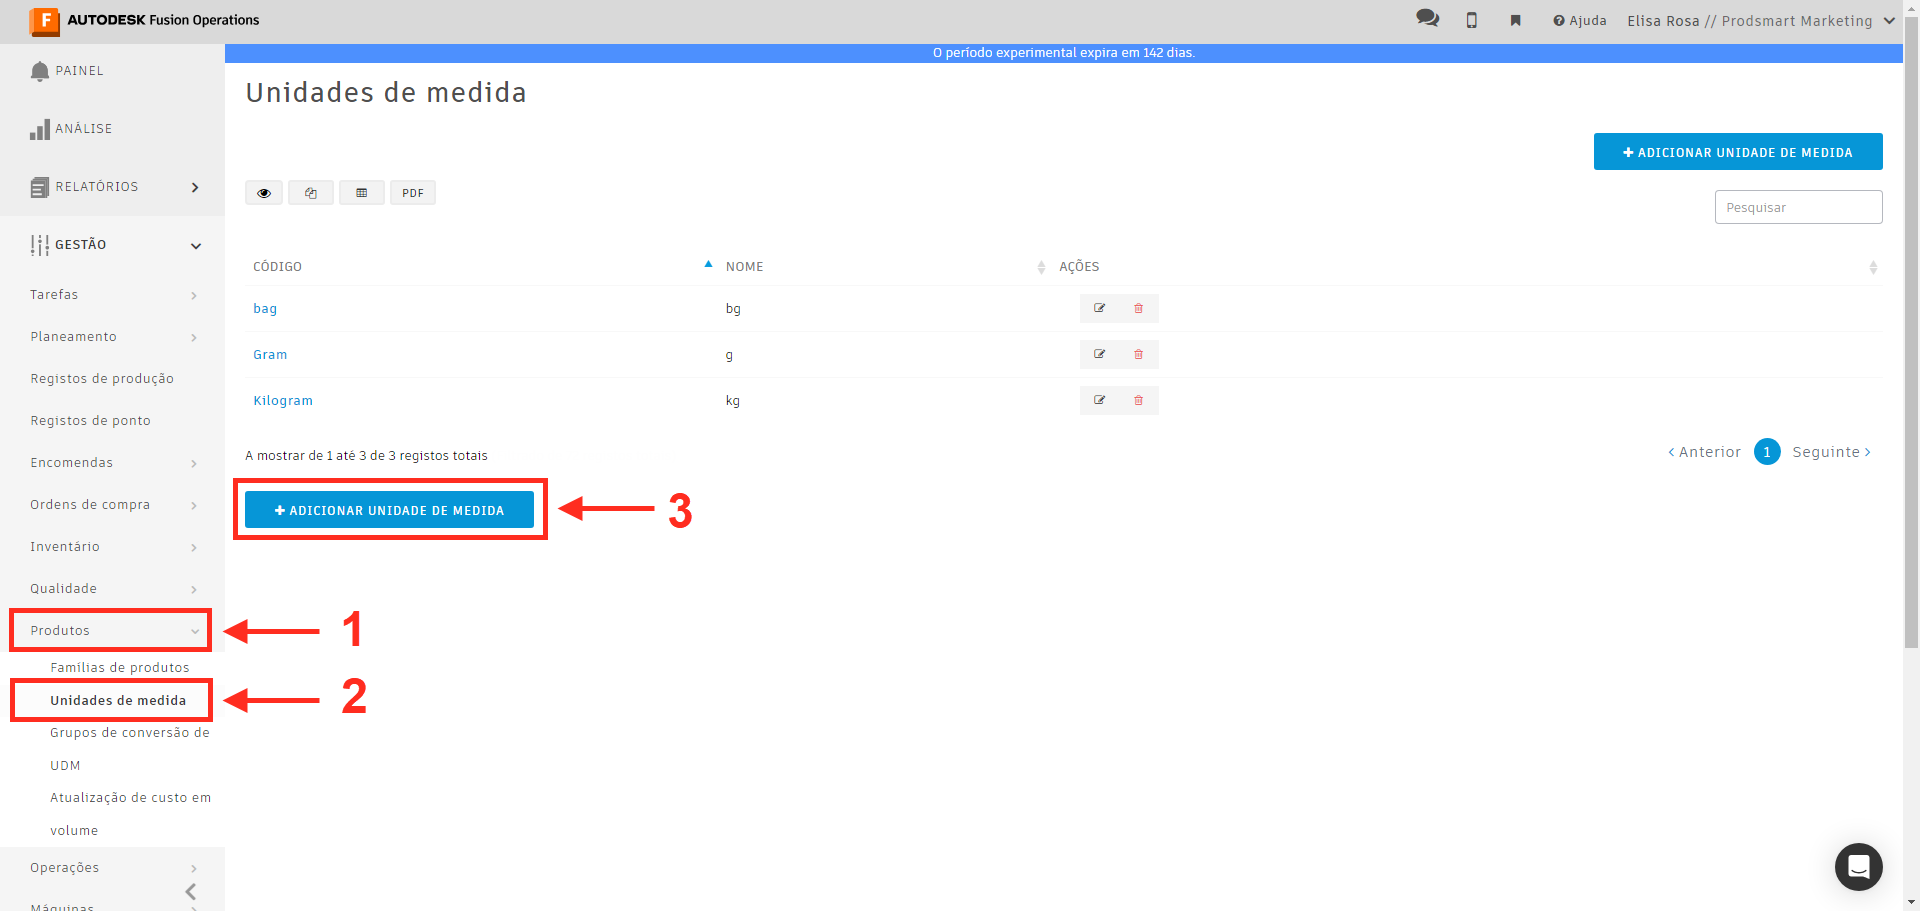 AUTODESK Fusion Operations
Ajuda
Elisa Rosa // Prodsmart Marketing
O período experimental expira em 142 dias.
PAINEL
ANÁLISE
RELATÓRIOS
GESTÃO
Tarefas
Planeamento
Registos de produção
Registos de ponto
Encomendas
Ordens de compra
Inventário
Qualidade
Produtos
1
Famílias de produtos
Unidades de medida
2
Grupos de conversão de
UDM
Atualização de custo em
volume
Operações
Máquinas
Unidades de medida
+ ADICIONAR UNIDADE DE MEDIDA
PDF
Pesquisar
CÓDIGO NOME AÇÕES
bag bg
Gram g
Kilogram kg
A mostrar de 1 até 3 de 3 registos totais
‹ Anterior 1 Seguinte ›
+ ADICIONAR UNIDADE DE MEDIDA
3